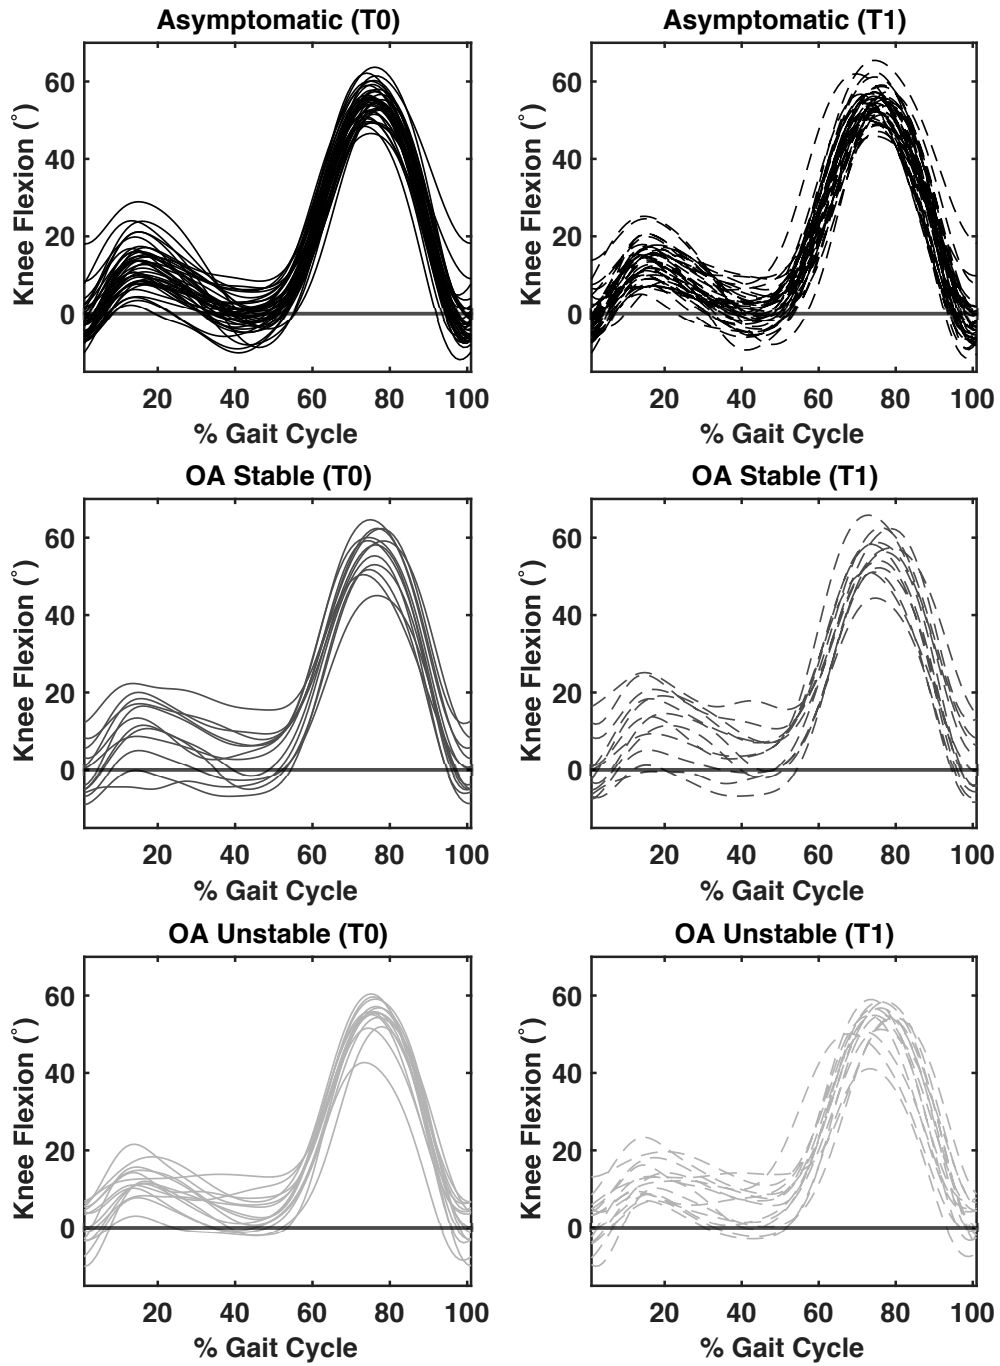 Asymptomatic (T0)
Knee Flexion (°)
60
40
20
0
20 40 60 80 100
% Gait Cycle
Asymptomatic (T1)
Knee Flexion (°)
60
40
20
0
20 40 60 80 100
% Gait Cycle
OA Stable (T0)
Knee Flexion (°)
60
40
20
0
20 40 60 80 100
% Gait Cycle
OA Stable (T1)
Knee Flexion (°)
60
40
20
0
20 40 60 80 100
% Gait Cycle
OA Unstable (T0)
Knee Flexion (°)
60
40
20
0
20 40 60 80 100
% Gait Cycle
OA Unstable (T1)
Knee Flexion (°)
60
40
20
0
20 40 60 80 100
% Gait Cycle